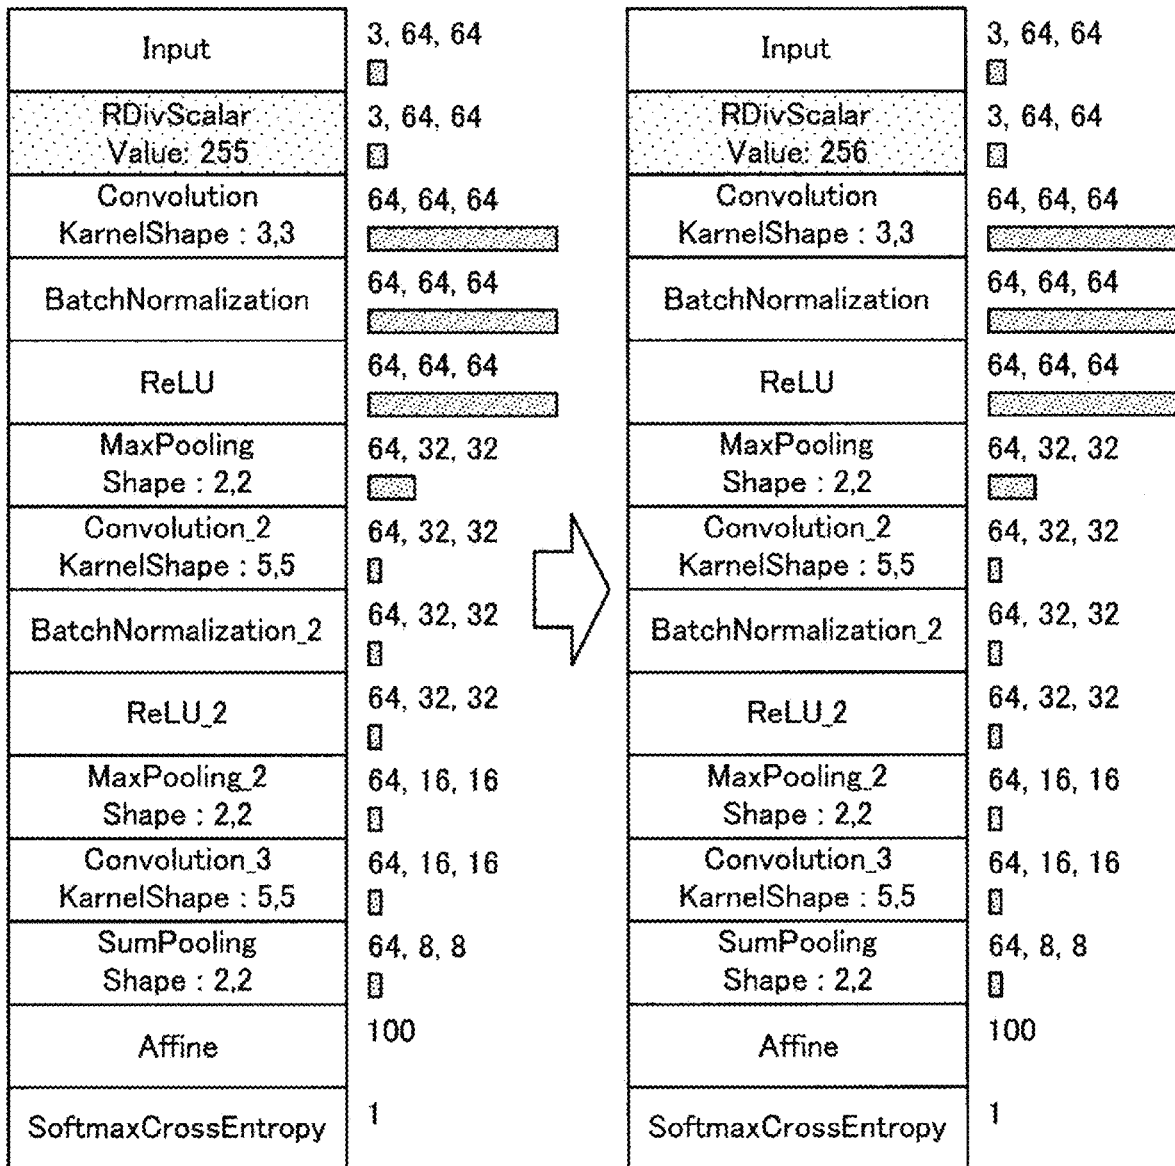 Input
3, 64, 64
RDivScalar
Value: 255
3, 64, 64
Convolution
KarnelShape : 3,3
64, 64, 64
BatchNormalization
64, 64, 64
ReLU
64, 64, 64
MaxPooling
Shape : 2,2
64, 32, 32
Convolution_2
KarnelShape : 5,5
64, 32, 32
BatchNormalization_2
64, 32, 32
ReLU_2
64, 32, 32
MaxPooling_2
Shape : 2,2
64, 16, 16
Convolution_3
KarnelShape : 5,5
64, 16, 16
SumPooling
Shape : 2,2
64, 8, 8
Affine
100
SoftmaxCrossEntropy
1
Input
3, 64, 64
RDivScalar
Value: 256
3, 64, 64
Convolution
KarnelShape : 3,3
64, 64, 64
BatchNormalization
64, 64, 64
ReLU
64, 64, 64
MaxPooling
Shape : 2,2
64, 32, 32
Convolution_2
KarnelShape : 5,5
64, 32, 32
BatchNormalization_2
64, 32, 32
ReLU_2
64, 32, 32
MaxPooling_2
Shape : 2,2
64, 16, 16
Convolution_3
KarnelShape : 5,5
64, 16, 16
SumPooling
Shape : 2,2
64, 8, 8
Affine
100
SoftmaxCrossEntropy
1